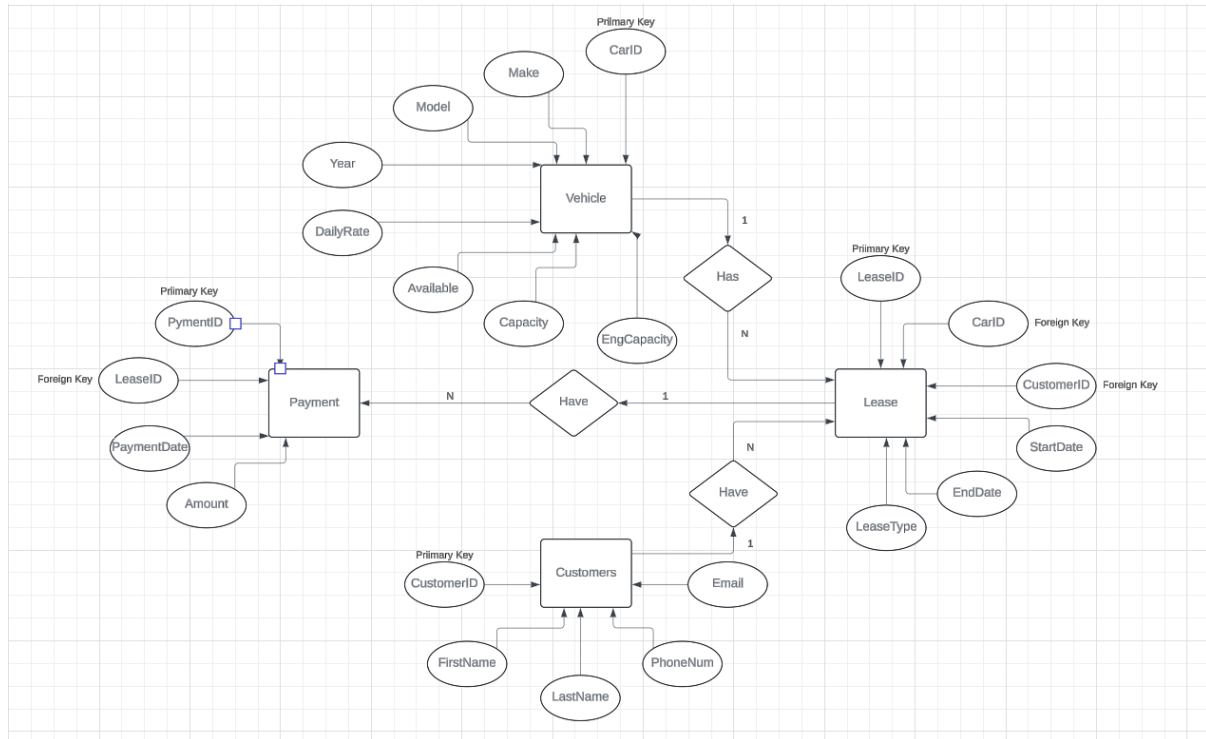 Priimary Key
CarID
Make
Model
Year
Vehicle
DailyRate
1
Available
Capacity
EngCapacity
Has
N
Priimary Key
LeaseID
CarID
Foreign Key
CustomerID
Foreign Key
Lease
StartDate
EndDate
LeaseType
Priimary Key
PymentID
Foreign Key
LeaseID
Payment
PaymentDate
Amount
N
Have
1
N
Have
1
Priimary Key
CustomerID
Customers
Email
FirstName
LastName
PhoneNum